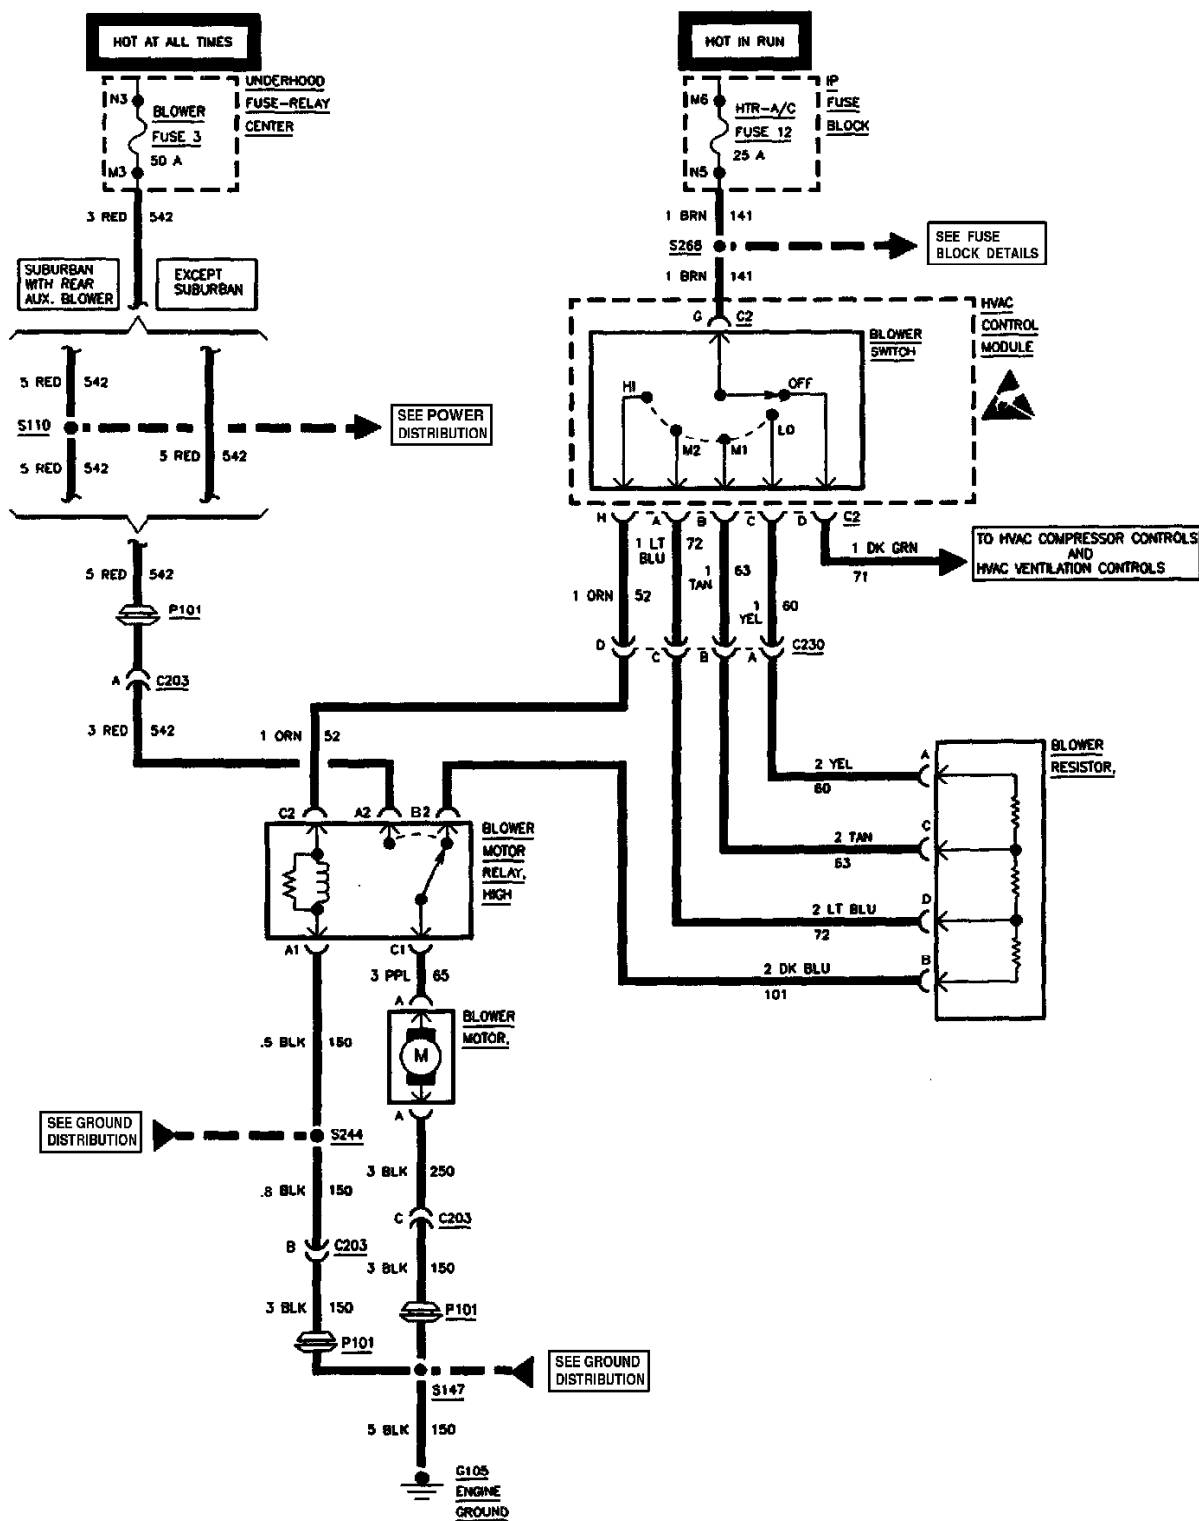 HOT AT ALL TIMES
HOT IN RUN
N3
BLOWER
FUSE 3
50 A
M3
UNDERHOOD
FUSE-RELAY
CENTER
M6
HTR-A/C
FUSE 12
25 A
N5
IP
FUSE
BLOCK
3 RED 542
1 BRN 141
S268
SEE FUSE
BLOCK DETAILS
1 BRN 141
SUBURBAN
WITH REAR
AUX. BLOWER
EXCEPT
SUBURBAN
G C2
BLOWER
SWITCH
HVAC
CONTROL
MODULE
HI
OFF
LO
M2
M1
5 RED 542
S110
SEE POWER
DISTRIBUTION
5 RED 542
5 RED 542
H A B C D C2
1 LT
BLU
72
1
TAN
63
1
YEL
60
1 ORN 52
1 DK GRN
71
TO HVAC COMPRESSOR CONTROLS
AND
HVAC VENTILATION CONTROLS
5 RED 542
P101
D C B A C230
A C203
3 RED 542
1 ORN 52
C2 A2 B2
BLOWER
MOTOR
RELAY,
HIGH
A1 C1
BLOWER
RESISTOR,
A
2 YEL
60
C
2 TAN
63
D
2 LT BLU
72
B
2 DK BLU
101
3 PPL 65
A
BLOWER
MOTOR,
M
A
.5 BLK 150
SEE GROUND
DISTRIBUTION
S244
3 BLK 250
.8 BLK 150
C C203
B C203
3 BLK 150
3 BLK 150
P101
P101
SEE GROUND
DISTRIBUTION
S147
5 BLK 150
G105
ENGINE
GROUND